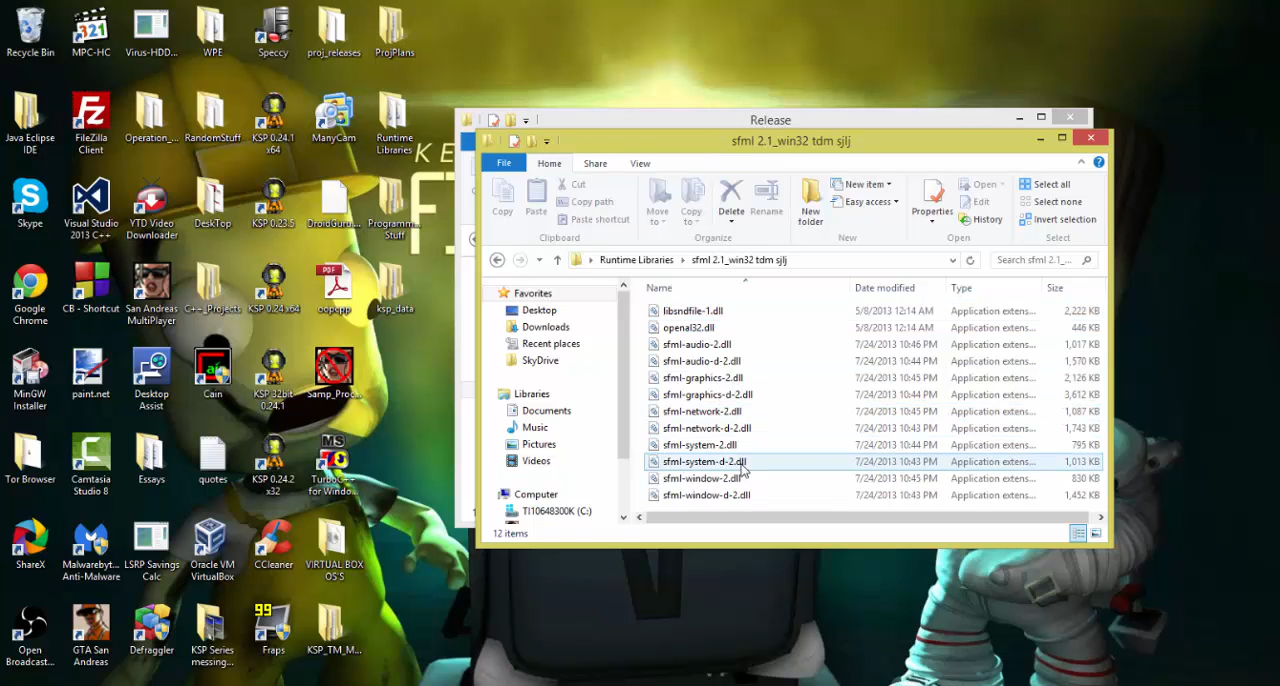 Recycle Bin
MPC-HC
Virus-HDD...
WPE
Speccy
proj_releases
ProjPlans
Java Eclipse
IDE
FileZilla
Client
Operation_...
RandomStuff
KSP 0.24.1
x64
ManyCam
Runtime
Libraries
Skype
Visual Studio
2013 C++
YTD Video
Downloader
DeskTop
KSP 0.23.5
Programm...
Stuff
Google
Chrome
CB - Shortcut
San Andreas
MultiPlayer
C++_Projects
KSP 0.24 x64
PDF
oopcpp
ksp_data
MinGW
Installer
paint.net
Desktop
Assist
Cain
KSP 32bit
0.24.1
Samp_Proc...
Tor Browser
Camtasia
Studio 8
Essays
quotes
KSP 0.24.2
x32
MS
Turbo C++
for Windo...
ShareX
Malwarebyt...
Anti-Malware
LSRP Savings
Calc
Oracle VM
VirtualBox
CCleaner
VIRTUAL BOX
OS'S
Open
Broadcast...
GTA San
Andreas
Defraggler
KSP Series
messing...
99
Fraps
KSP_TM_M...
K E
F
Release
sfml 2.1_win32 tdm sjlj
File
Home
Share
View
Copy
Paste
Cut
Copy path
Paste shortcut
Clipboard
Move
to
Copy
to
Delete
Rename
Organize
New
folder
New item
Easy access
New
Properties
Open
Edit
History
Open
Select all
Select none
Invert selection
Select
Runtime Libraries
sfml 2.1_win32 tdm sjlj
Search sfml 2.1_...
Favorites
Desktop
Downloads
Recent places
SkyDrive
Libraries
Documents
Music
Pictures
Videos
Computer
TI10648300K (C:)
Name Date modified Type Size
libsndfile-1.dll 5/8/2013 12:14 AM Application extens... 2,222 KB
openal32.dll 5/8/2013 12:14 AM Application extens... 446 KB
sfml-audio-2.dll 7/24/2013 10:46 PM Application extens... 1,017 KB
sfml-audio-d-2.dll 7/24/2013 10:44 PM Application extens... 1,570 KB
sfml-graphics-2.dll 7/24/2013 10:45 PM Application extens... 2,126 KB
sfml-graphics-d-2.dll 7/24/2013 10:44 PM Application extens... 3,612 KB
sfml-network-2.dll 7/24/2013 10:45 PM Application extens... 1,087 KB
sfml-network-d-2.dll 7/24/2013 10:43 PM Application extens... 1,743 KB
sfml-system-2.dll 7/24/2013 10:44 PM Application extens... 795 KB
sfml-system-d-2.dll 7/24/2013 10:43 PM Application extens... 1,013 KB
sfml-window-2.dll 7/24/2013 10:45 PM Application extens... 830 KB
sfml-window-d-2.dll 7/24/2013 10:43 PM Application extens... 1,452 KB
12 items
V